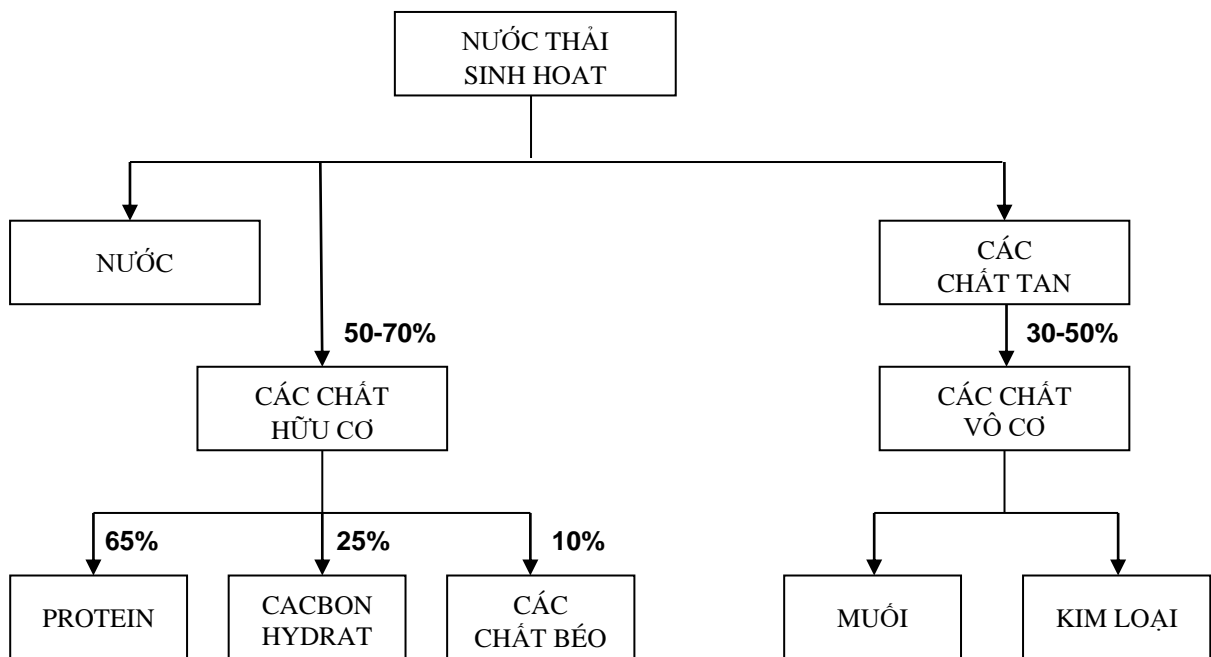 NƯỚC THẢI
SINH HOAT
NƯỚC
CÁC
CHẤT TAN
50-70%
30-50%
CÁC CHẤT
HỮU CƠ
CÁC CHẤT
VÔ CƠ
65%
25%
10%
PROTEIN
CACBON
HYDRAT
CÁC
CHẤT BÉO
MUỐI
KIM LOẠI